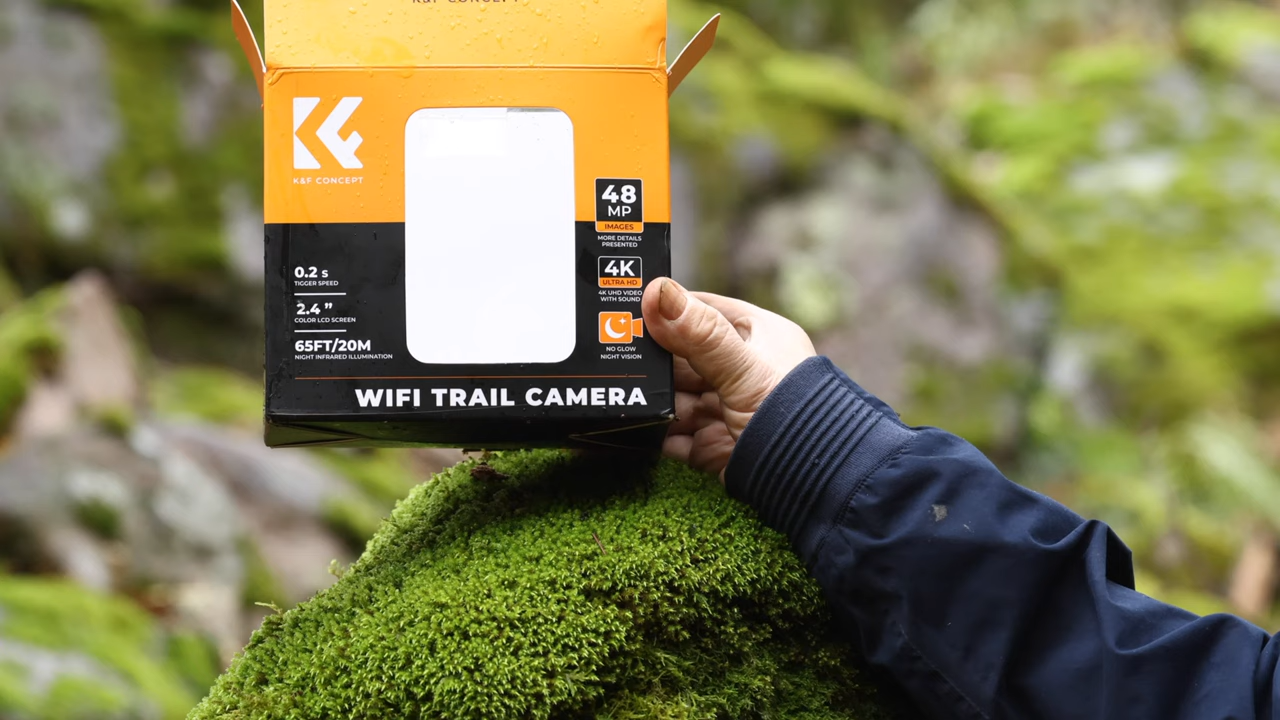 K&F CONCEPT
K&F CONCEPT
48
MP
IMAGES
MORE DETAILS
PRESENTED
4K
ULTRA HD
4K UHD VIDEO
WITH SOUND
NO GLOW
NIGHT VISION
0.2 s
TIGGER SPEED
2.4 ”
COLOR LCD SCREEN
65FT/20M
NIGHT INFRARED ILLUMINATION
WIFI TRAIL CAMERA